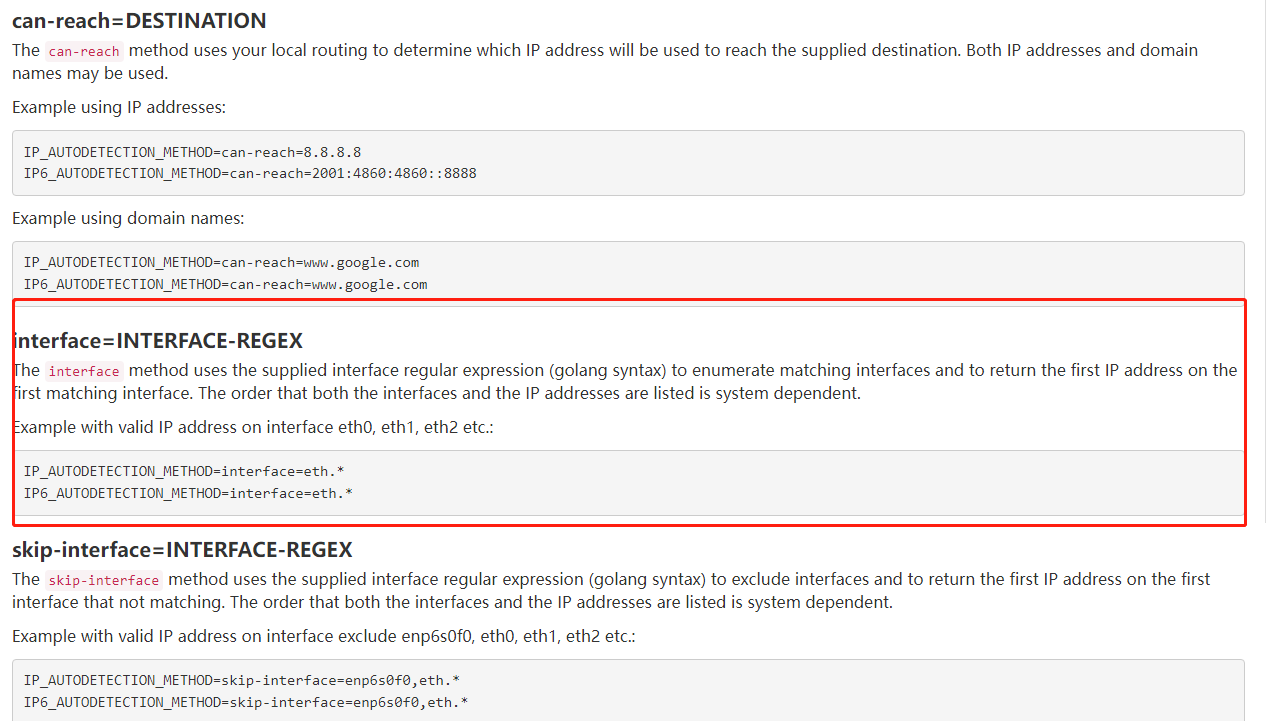 can-reach=DESTINATION
The can-reach method uses your local routing to determine which IP address will be used to reach the supplied destination. Both IP addresses and domain
names may be used.
Example using IP addresses:
IP_AUTODETECTION_METHOD=can-reach=8.8.8.8
IP6_AUTODETECTION_METHOD=can-reach=2001:4860:4860::8888
Example using domain names:
IP_AUTODETECTION_METHOD=can-reach=www.google.com
IP6_AUTODETECTION_METHOD=can-reach=www.google.com
interface=INTERFACE-REGEX
The interface method uses the supplied interface regular expression (golang syntax) to enumerate matching interfaces and to return the first IP address on the
first matching interface. The order that both the interfaces and the IP addresses are listed is system dependent.
Example with valid IP address on interface eth0, eth1, eth2 etc.:
IP_AUTODETECTION_METHOD=interface=eth.*
IP6_AUTODETECTION_METHOD=interface=eth.*
skip-interface=INTERFACE-REGEX
The skip-interface method uses the supplied interface regular expression (golang syntax) to exclude interfaces and to return the first IP address on the first
interface that not matching. The order that both the interfaces and the IP addresses are listed is system dependent.
Example with valid IP address on interface exclude enp6s0f0, eth0, eth1, eth2 etc.:
IP_AUTODETECTION_METHOD=skip-interface=enp6s0f0,eth.*
IP6_AUTODETECTION_METHOD=skip-interface=enp6s0f0,eth.*